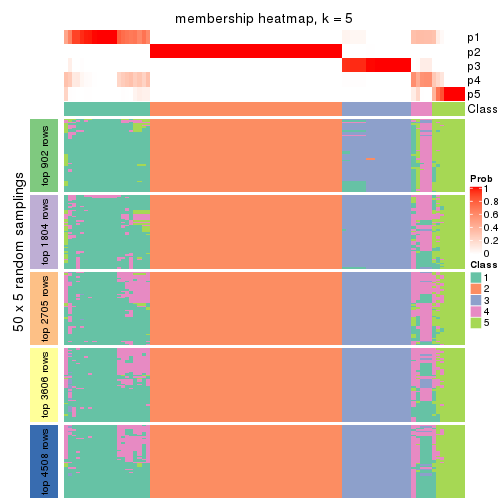 membership heatmap, k = 5
p1
p2
p3
p4
p5
Class
50 x 5 random samplings
top 902 rows
top 1804 rows
top 2705 rows
top 3606 rows
top 4508 rows
Prob
1
0.8
0.6
0.4
0.2
0
Class
1
2
3
4
5